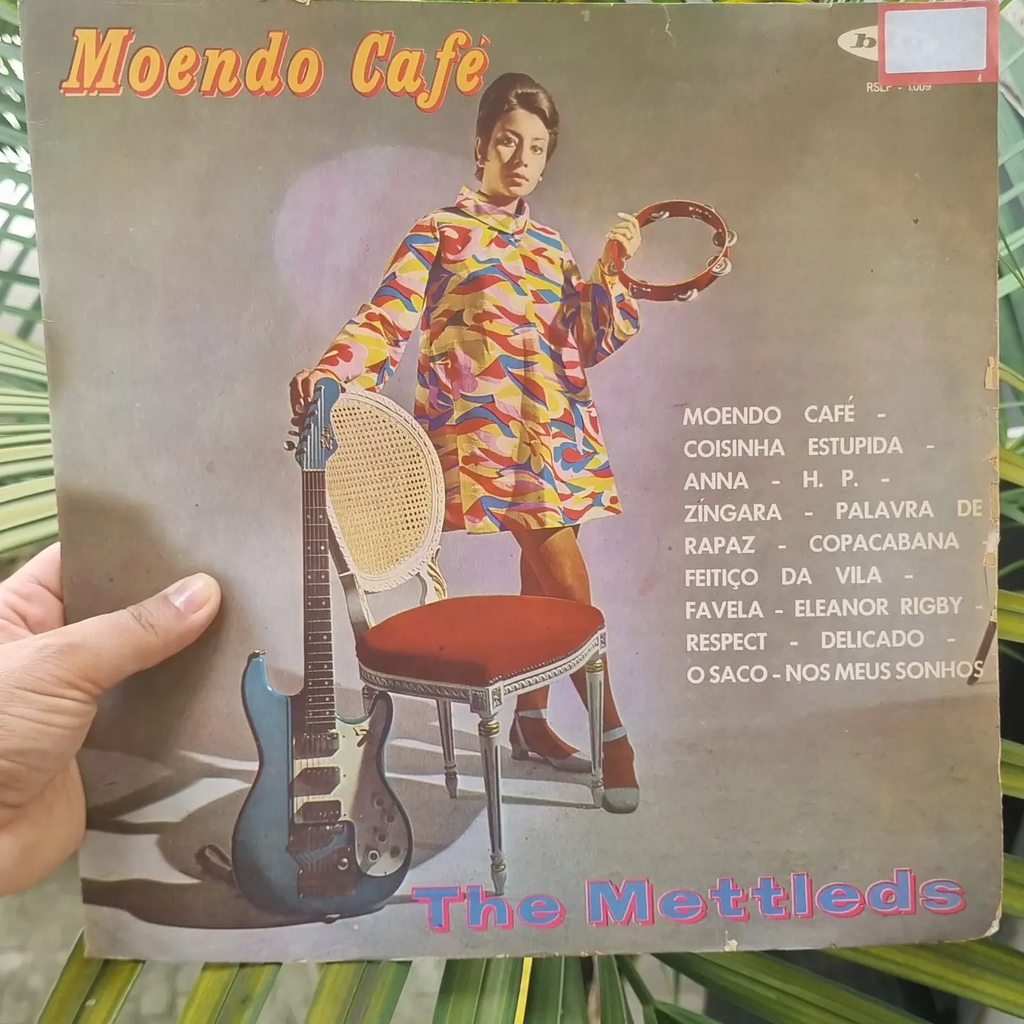 Moendo Café
RSLP - 1.009
MOENDO CAFÉ -
COISINHA ESTUPIDA -
ANNA - H. P. -
ZÍNGARA - PALAVRA DE
RAPAZ - COPACABANA
FEITIÇO DA VILA -
FAVELA - ELEANOR RIGBY -
RESPECT - DELICADO -
O SACO - NOS MEUS SONHOS
The Mettleds